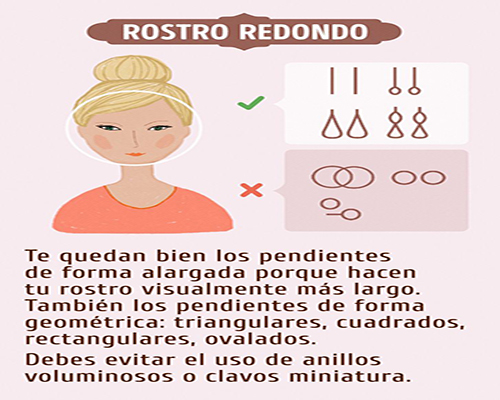 ROSTRO REDONDO
Te quedan bien los pendientes
de forma alargada porque hacen
tu rostro visualmente más largo.
También los pendientes de forma
geométrica: triangulares, cuadrados,
rectangulares, ovalados.
Debes evitar el uso de anillos
voluminosos o clavos miniatura.